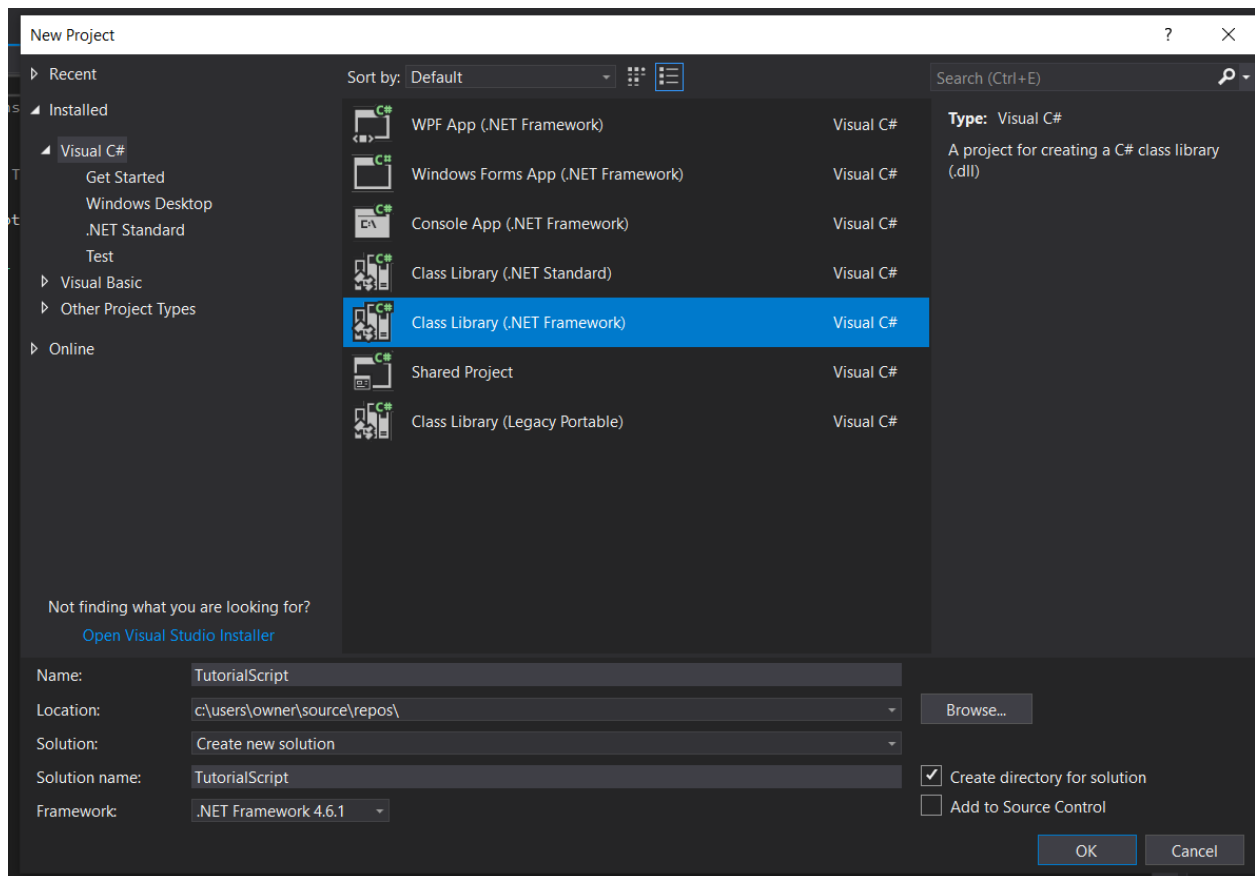 New Project
?
Recent
Installed
Visual C#
Get Started
Windows Desktop
.NET Standard
Test
Visual Basic
Other Project Types
Online
Not finding what you are looking for?
Open Visual Studio Installer
Sort by: Default
Search (Ctrl+E)
WPF App (.NET Framework) Visual C#
Windows Forms App (.NET Framework) Visual C#
Console App (.NET Framework) Visual C#
Class Library (.NET Standard) Visual C#
Class Library (.NET Framework) Visual C#
Shared Project Visual C#
Class Library (Legacy Portable) Visual C#
Type: Visual C#
A project for creating a C# class library
(.dll)
Name: TutorialScript
Location: c:\users\owner\source\repos\
Browse...
Solution: Create new solution
Solution name: TutorialScript
Create directory for solution
Framework: .NET Framework 4.6.1
Add to Source Control
OK Cancel